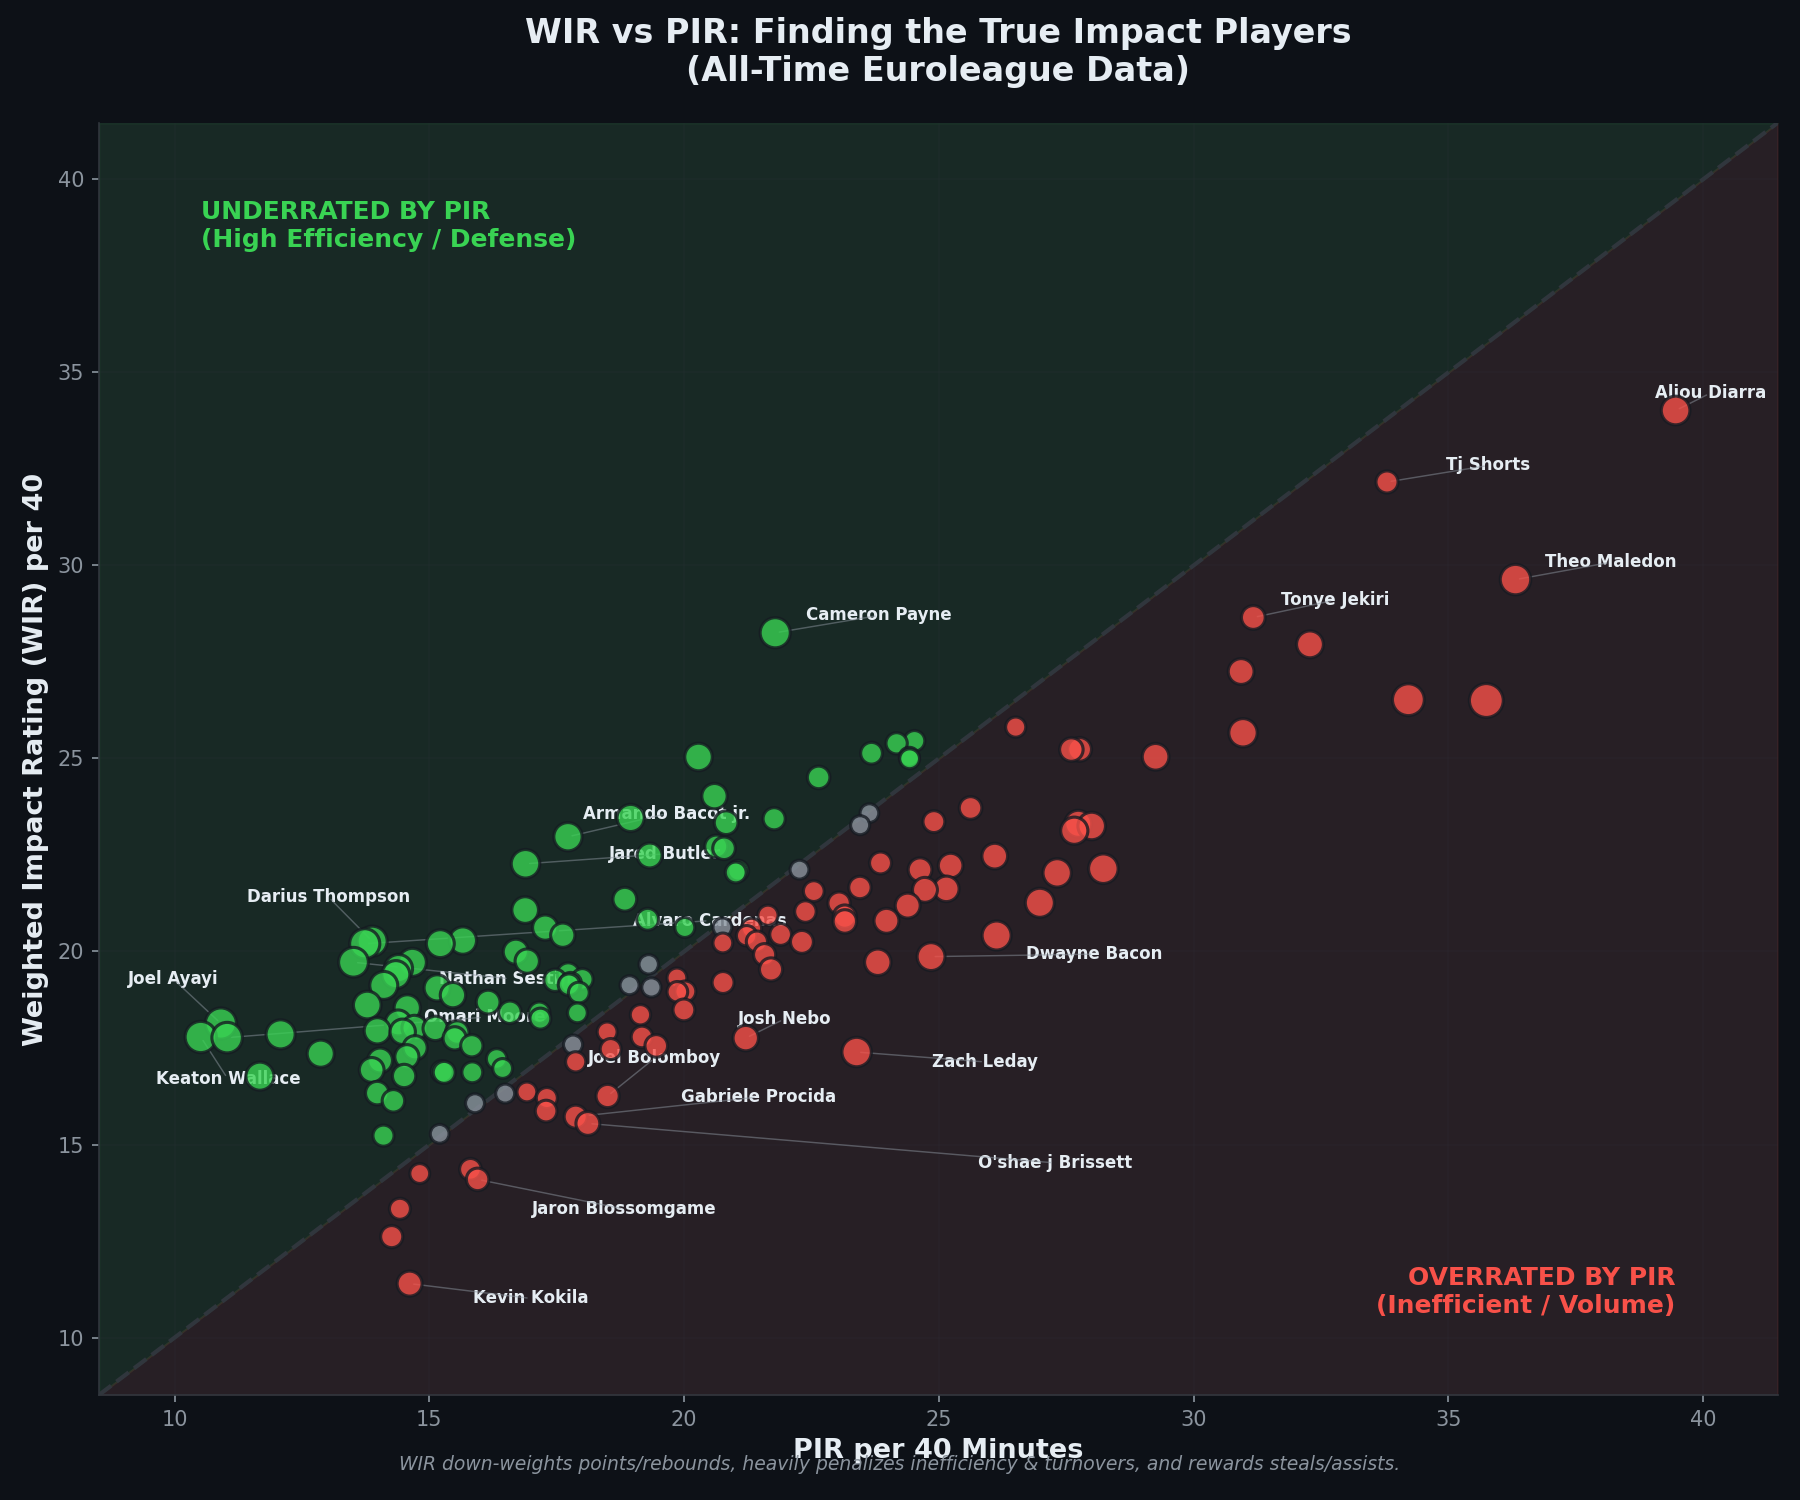 WIR vs PIR: Finding the True Impact Players
(All-Time Euroleague Data)
UNDERRATED BY PIR
(High Efficiency / Defense)
Aliou Diarra
Tj Shorts
Theo Maledon
Tonye Jekiri
Cameron Payne
Armando Bacot jr.
Jared Butler
Darius Thompson
Alvaro Cardenas
Joel Ayayi
Nathan Sest
Dwayne Bacon
Omari Moore
Josh Nebo
Joel Bolomboy
Zach Leday
Keaton Wallace
Gabriele Procida
O'shae j Brissett
Jaron Blossomgame
Kevin Kokila
OVERRATED BY PIR
(Inefficient / Volume)
Weighted Impact Rating (WIR) per 40
40
35
30
25
20
15
10
10 15 20 25 30 35 40
PIR per 40 Minutes
WIR down-weights points/rebounds, heavily penalizes inefficiency & turnovers, and rewards steals/assists.